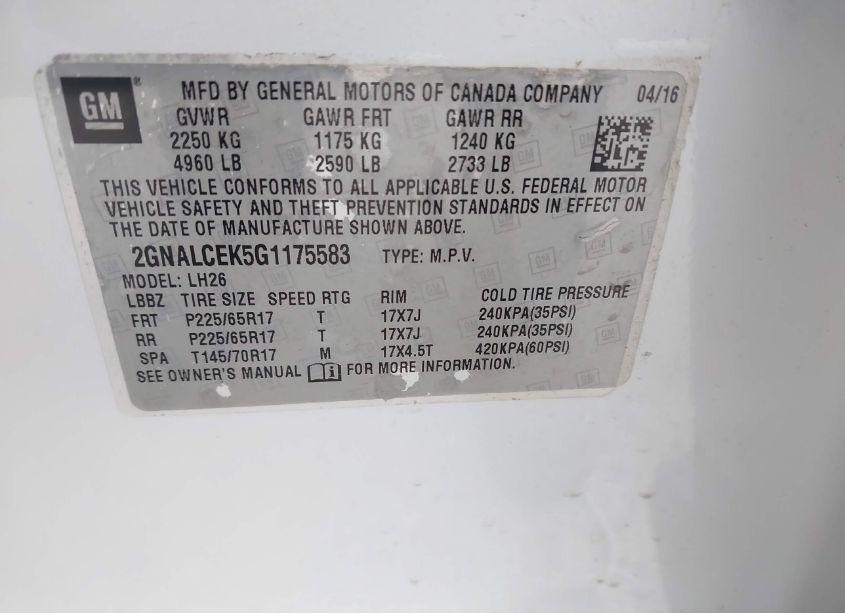 GM ® MFD BY GENERAL MOTORS OF CANADA COMPANY 04/16
GVWR GAWR FRT GAWR RR
2250 KG 1175 KG 1240 KG
4960 LB 2590 LB 2733 LB
THIS VEHICLE CONFORMS TO ALL APPLICABLE U.S. FEDERAL MOTOR
VEHICLE SAFETY AND THEFT PREVENTION STANDARDS IN EFFECT ON
THE DATE OF MANUFACTURE SHOWN ABOVE.
2GNALCEK5G1175583 TYPE: M.P.V.
MODEL: LH26
LBBZ TIRE SIZE SPEED RTG RIM COLD TIRE PRESSURE
FRT P225/65R17 T 17X7J 240KPA(35PSI)
RR P225/65R17 T 17X7J 240KPA(35PSI)
SPA T145/70R17 M 17X4.5T 420KPA(60PSI)
SEE OWNER'S MANUAL i FOR MORE INFORMATION.